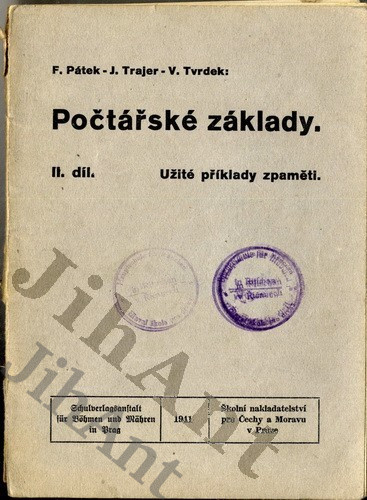 F. Pátek - J. Trajer - V. Tvrdek:
Počtářské základy.
II. díl. Užité příklady zpaměti.
Schulverlagsanstalt
für Böhmen und Mähren
in Prag
1941
Školní nakladatelství
pro Čechy a Moravu
v Praze
JihAnt
JihAnt